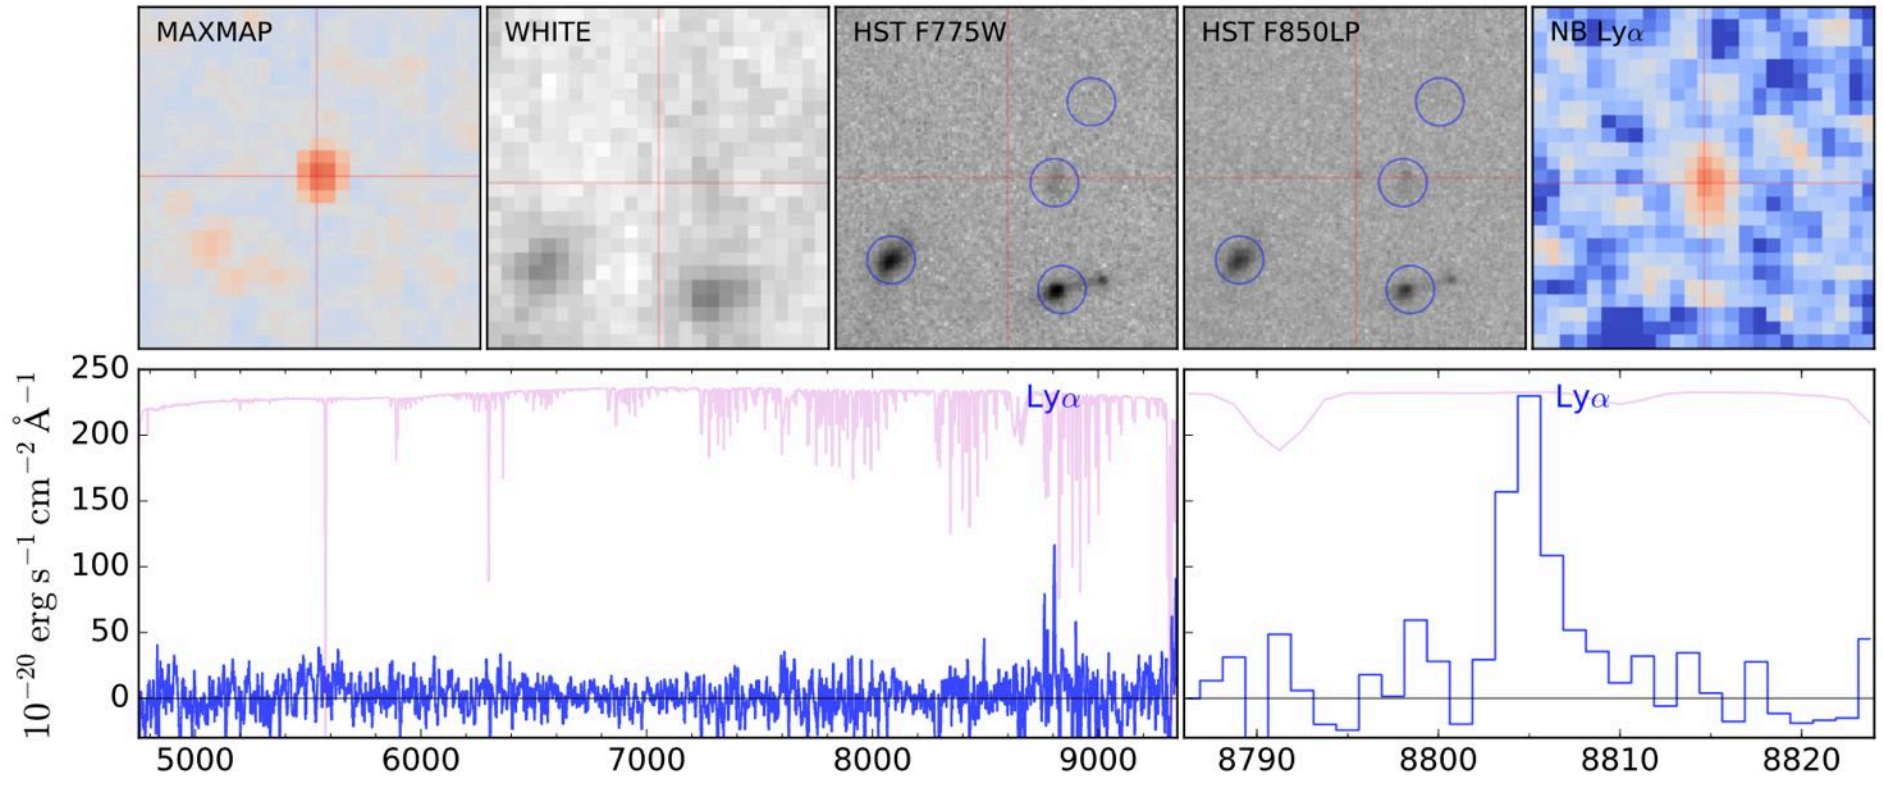 MAXMAP
WHITE
HST F775W
HST F850LP
NB Lyα
10⁻²⁰ erg s⁻¹ cm⁻² Å⁻¹
250
200
150
100
50
0
Lyα
Lyα
5000 6000 7000 8000 9000
8790 8800 8810 8820